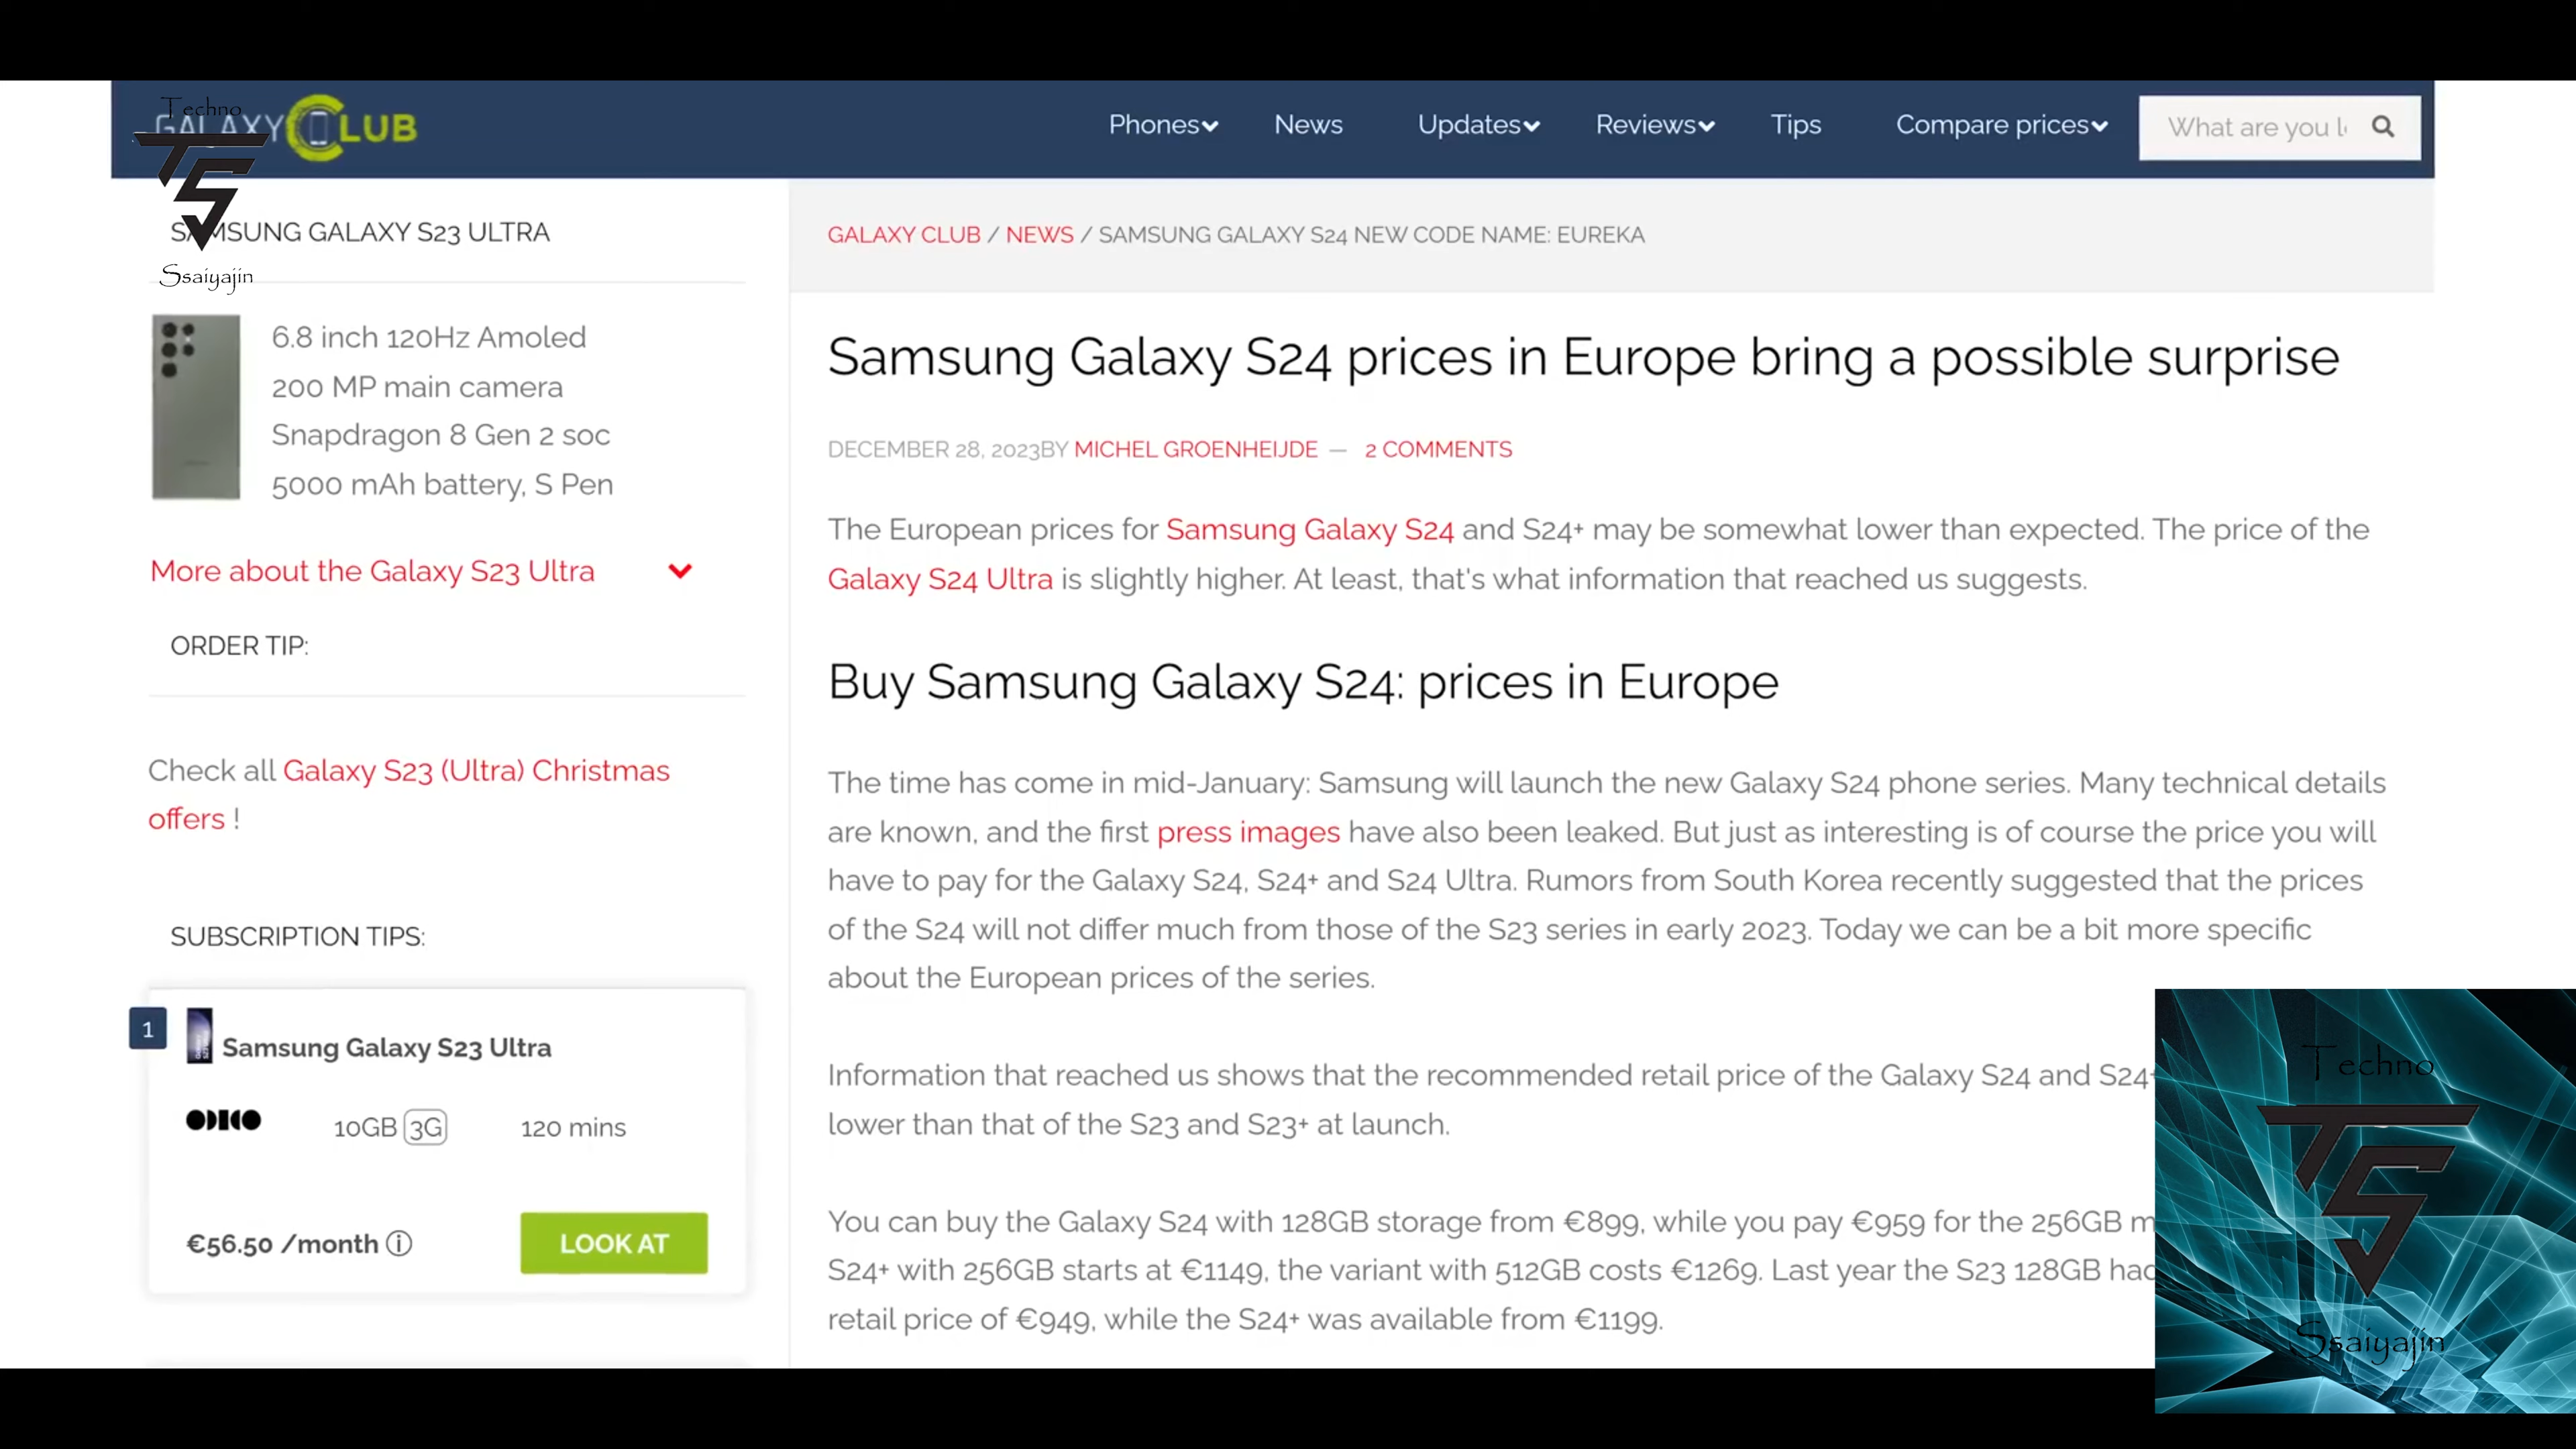 Techno
GALAXY CLUB
Phones
News
Updates
Reviews
Tips
Compare prices
What are you l
TS
Ssaiyajin
SAMSUNG GALAXY S23 ULTRA
6.8 inch 120Hz Amoled
200 MP main camera
Snapdragon 8 Gen 2 soc
5000 mAh battery, S Pen
More about the Galaxy S23 Ultra
ORDER TIP:
Check all Galaxy S23 (Ultra) Christmas
offers !
SUBSCRIPTION TIPS:
1
Samsung Galaxy S23 Ultra
ODIDO
10GB 3G
120 mins
€56.50 /month
LOOK AT
GALAXY CLUB / NEWS / SAMSUNG GALAXY S24 NEW CODE NAME: EUREKA
Samsung Galaxy S24 prices in Europe bring a possible surprise
DECEMBER 28, 2023BY MICHEL GROENHEIJDE — 2 COMMENTS
The European prices for Samsung Galaxy S24 and S24+ may be somewhat lower than expected. The price of the
Galaxy S24 Ultra is slightly higher. At least, that's what information that reached us suggests.
Buy Samsung Galaxy S24: prices in Europe
The time has come in mid-January: Samsung will launch the new Galaxy S24 phone series. Many technical details
are known, and the first press images have also been leaked. But just as interesting is of course the price you will
have to pay for the Galaxy S24, S24+ and S24 Ultra. Rumors from South Korea recently suggested that the prices
of the S24 will not differ much from those of the S23 series in early 2023. Today we can be a bit more specific
about the European prices of the series.
Information that reached us shows that the recommended retail price of the Galaxy S24 and S24+
lower than that of the S23 and S23+ at launch.
You can buy the Galaxy S24 with 128GB storage from €899, while you pay €959 for the 256GB m
S24+ with 256GB starts at €1149, the variant with 512GB costs €1269. Last year the S23 128GB had
retail price of €949, while the S24+ was available from €1199.
Techno
TS
Ssaiyajin